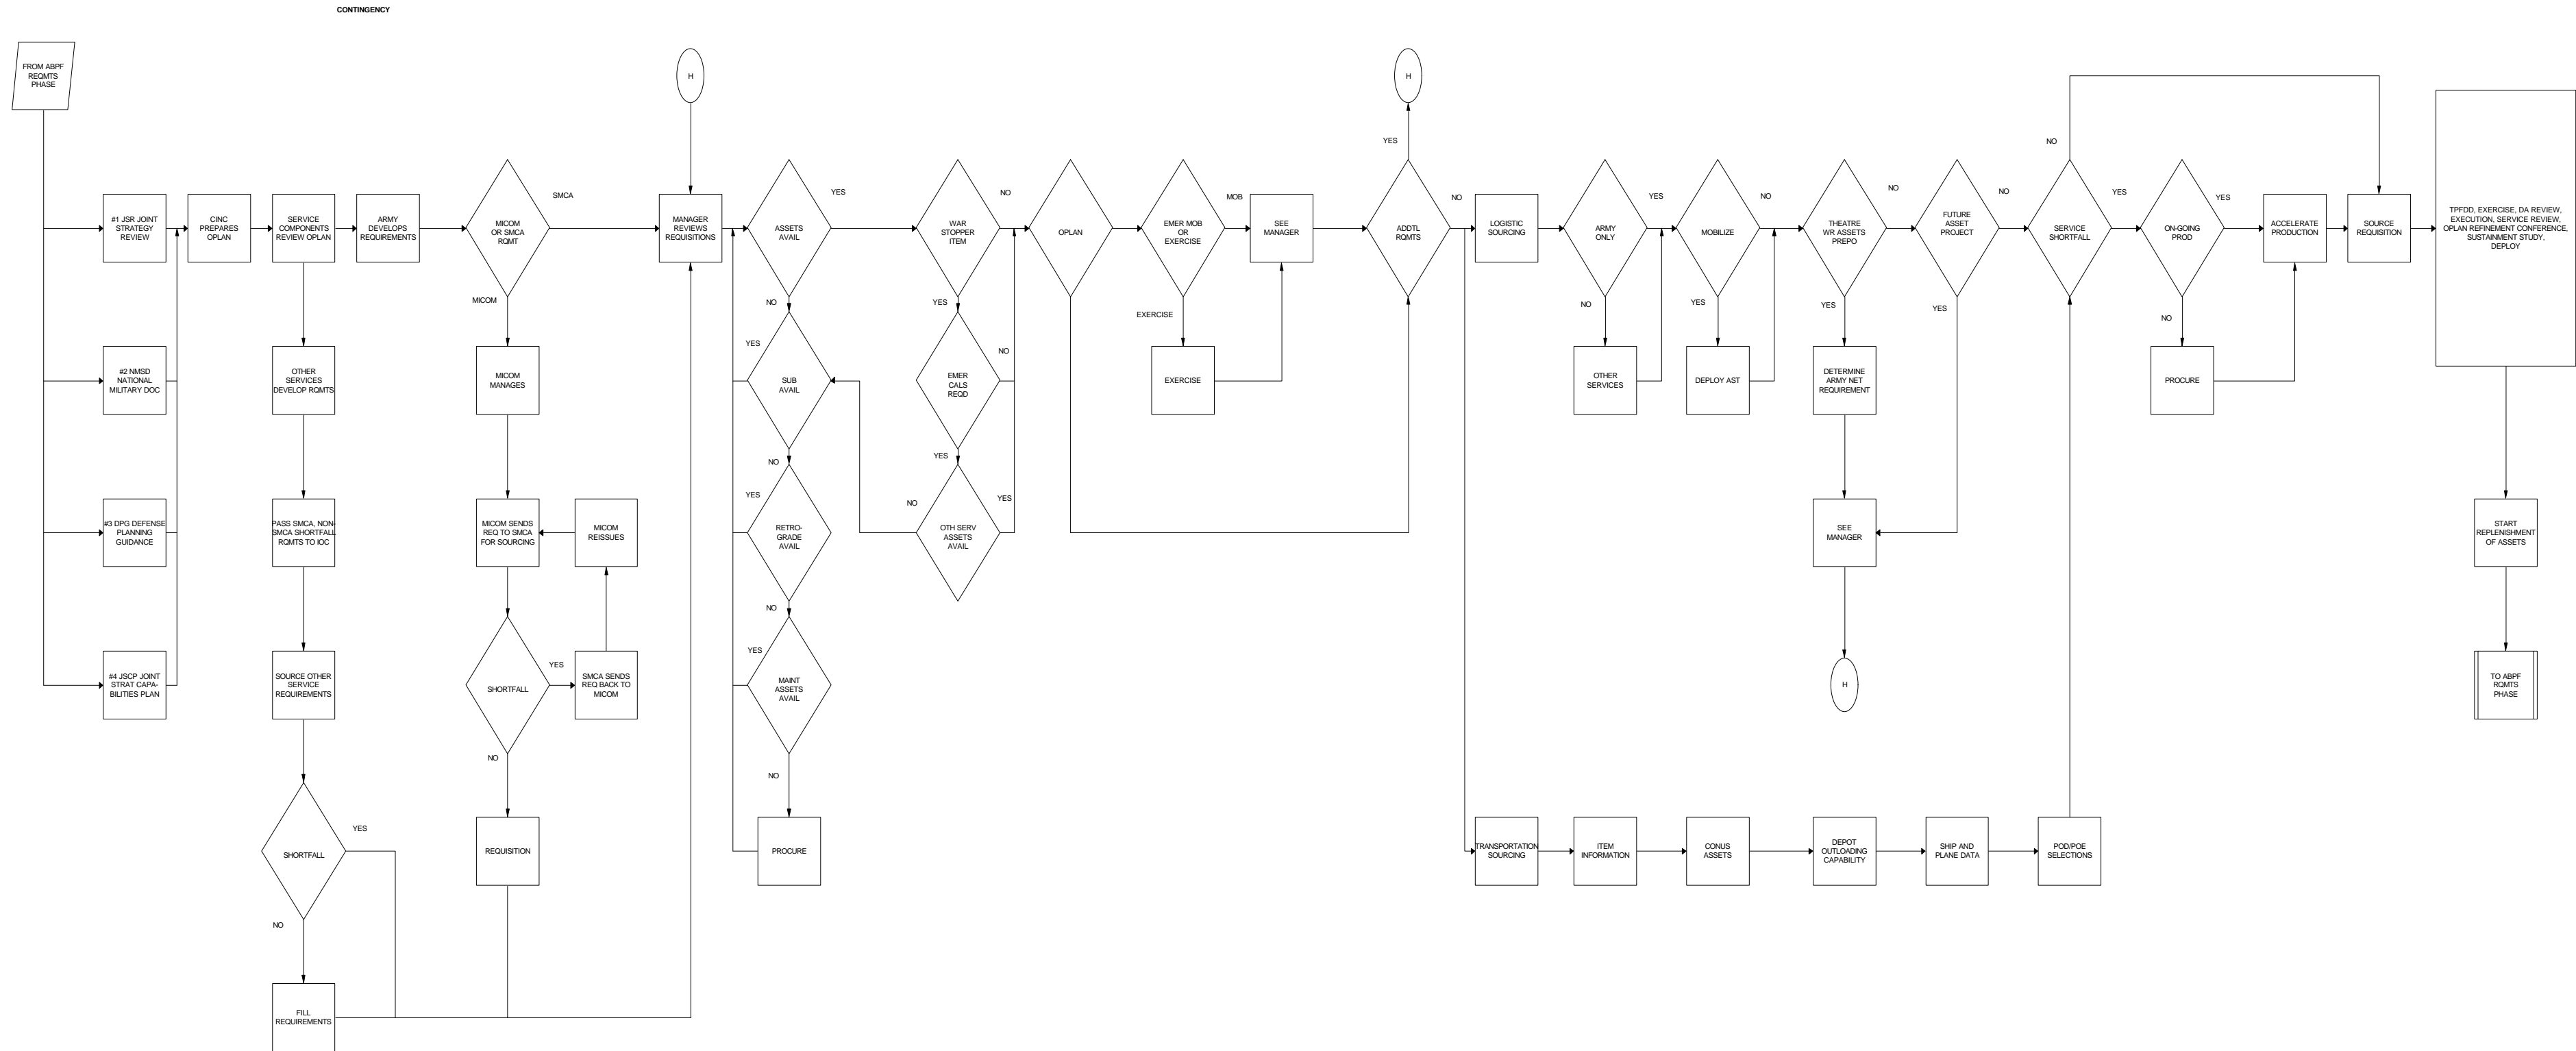 CONTINGENCY
FROM ABPF
REQMTS
PHASE
#1 JSR JOINT
STRATEGY
REVIEW
#2 NMSD
NATIONAL
MILITARY DOC
#3 DPG DEFENSE
PLANNING
GUIDANCE
#4 JSCP JOINT
STRAT CAPA-
BILITIES PLAN
CINC
PREPARES
OPLAN
SERVICE
COMPONENTS
REVIEW OPLAN
OTHER
SERVICES
DEVELOP RQMTS
PASS SMCA, NON-
SMCA SHORTFALL
RQMTS TO IOC
SOURCE OTHER
SERVICE
REQUIREMENTS
SHORTFALL
YES
NO
FILL
REQUIREMENTS
ARMY
DEVELOPS
REQUIREMENTS
MICOM
OR SMCA
RQMT
SMCA
MICOM
MICOM
MANAGES
MICOM SENDS
REQ TO SMCA
FOR SOURCING
MICOM
REISSUES
SHORTFALL
YES
SMCA SENDS
REQ BACK TO
MICOM
NO
REQUISITION
H
MANAGER
REVIEWS
REQUISITIONS
ASSETS
AVAIL
YES
NO
SUB
AVAIL
YES
NO
RETRO-
GRADE
AVAIL
YES
NO
MAINT
ASSETS
AVAIL
YES
NO
PROCURE
WAR
STOPPER
ITEM
NO
YES
EMER
CALS
REQD
NO
YES
OTH SERV
ASSETS
AVAIL
NO
YES
OPLAN
EMER MOB
OR
EXERCISE
MOB
EXERCISE
EXERCISE
SEE
MANAGER
H
YES
ADDTL
RQMTS
NO
LOGISTIC
SOURCING
ARMY
ONLY
YES
NO
OTHER
SERVICES
MOBILIZE
NO
YES
DEPLOY AST
THEATRE
WR ASSETS
PREPO
NO
YES
DETERMINE
ARMY NET
REQUIREMENT
SEE
MANAGER
H
FUTURE
ASSET
PROJECT
NO
YES
SERVICE
SHORTFALL
NO
YES
ON-GOING
PROD
YES
NO
PROCURE
ACCELERATE
PRODUCTION
SOURCE
REQUISITION
TRANSPORTATION
SOURCING
ITEM
INFORMATION
CONUS
ASSETS
DEPOT
OUTLOADING
CAPABILITY
SHIP AND
PLANE DATA
POD/POE
SELECTIONS
TPFDD, EXERCISE, DA REVIEW,
EXECUTION, SERVICE REVIEW,
OPLAN REFINEMENT CONFERENCE,
SUSTAINMENT STUDY,
DEPLOY
START
REPLENISHMENT
OF ASSETS
TO ABPF
RQMTS
PHASE